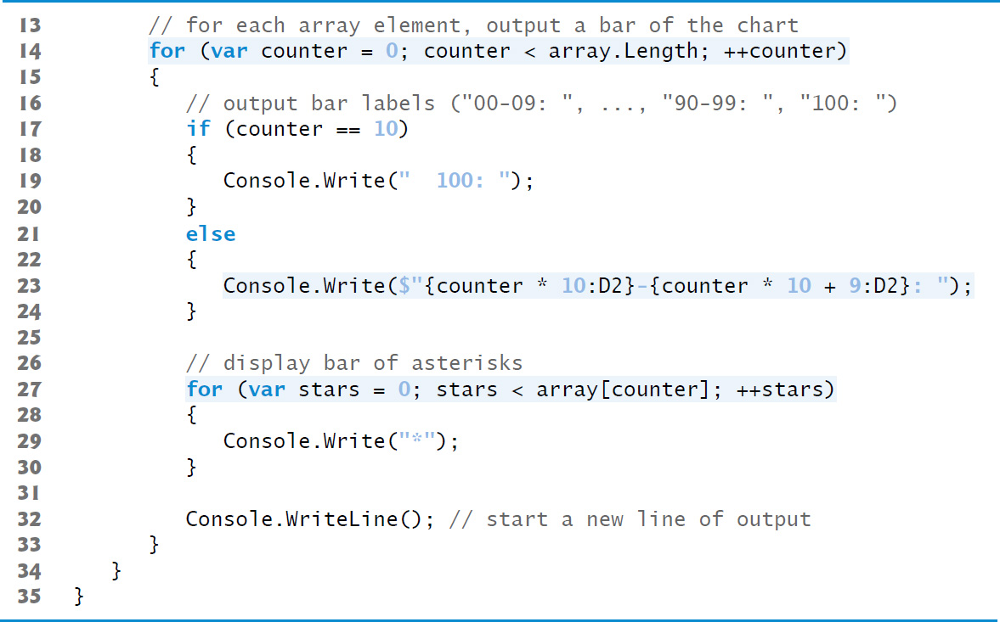 13 // for each array element, output a bar of the chart
14 for (var counter = 0; counter < array.Length; ++counter)
15 {
16 // output bar labels ("00-09: ", ..., "90-99: ", "100: ")
17 if (counter == 10)
18 {
19 Console.Write("  100: ");
20 }
21 else
22 {
23 Console.Write($"{counter * 10:D2}-{counter * 10 + 9:D2}: ");
24 }
25
26 // display bar of asterisks
27 for (var stars = 0; stars < array[counter]; ++stars)
28 {
29 Console.Write("*");
30 }
31
32 Console.WriteLine(); // start a new line of output
33 }
34 }
35 }